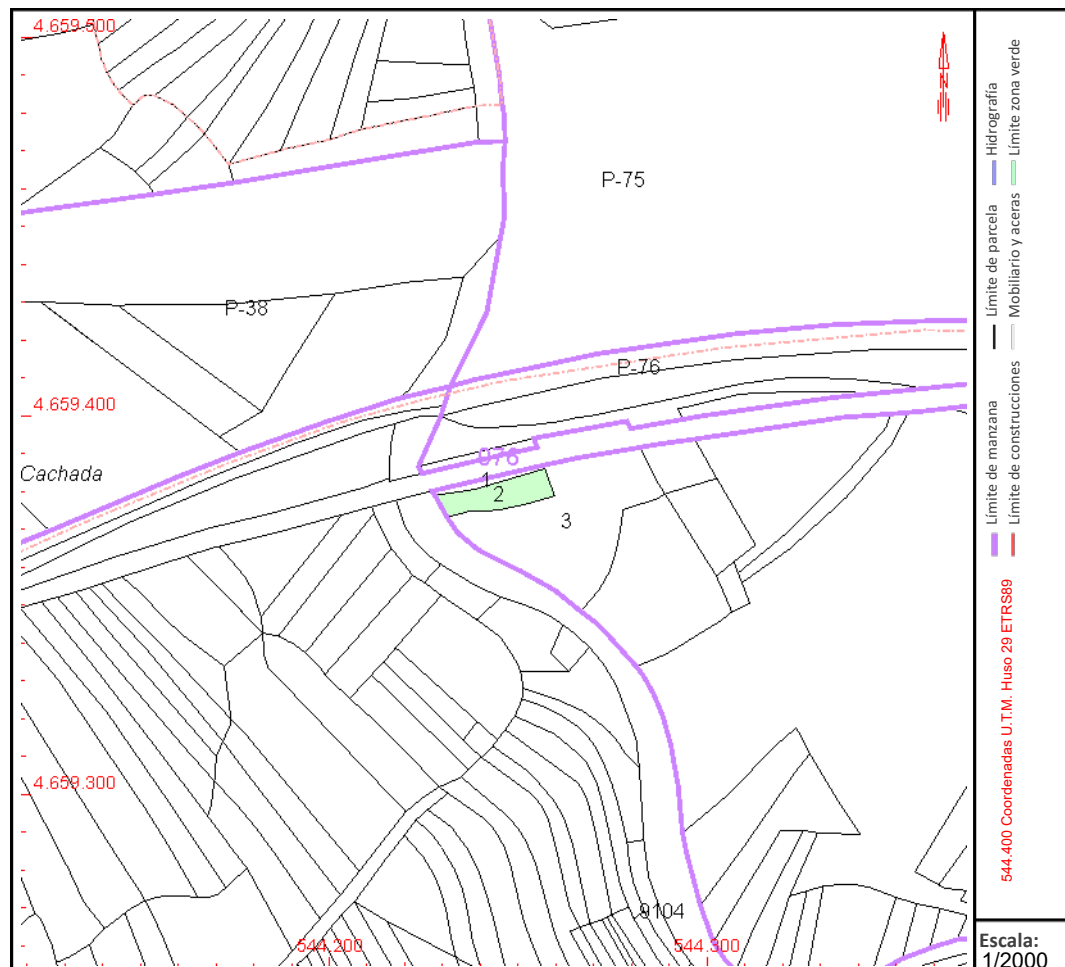 4.659.500
P-75
P-38
P-76
4.659.400
Cachada
076
1
2
3
4.659.300
9104
544.200
544.300
Límite de manzana
Límite de parcela
Hidrografía
Límite de construcciones
Mobiliario y aceras
Límite zona verde
544.400 Coordenadas U.T.M. Huso 29 ETRS89
N
Escala:
1/2000